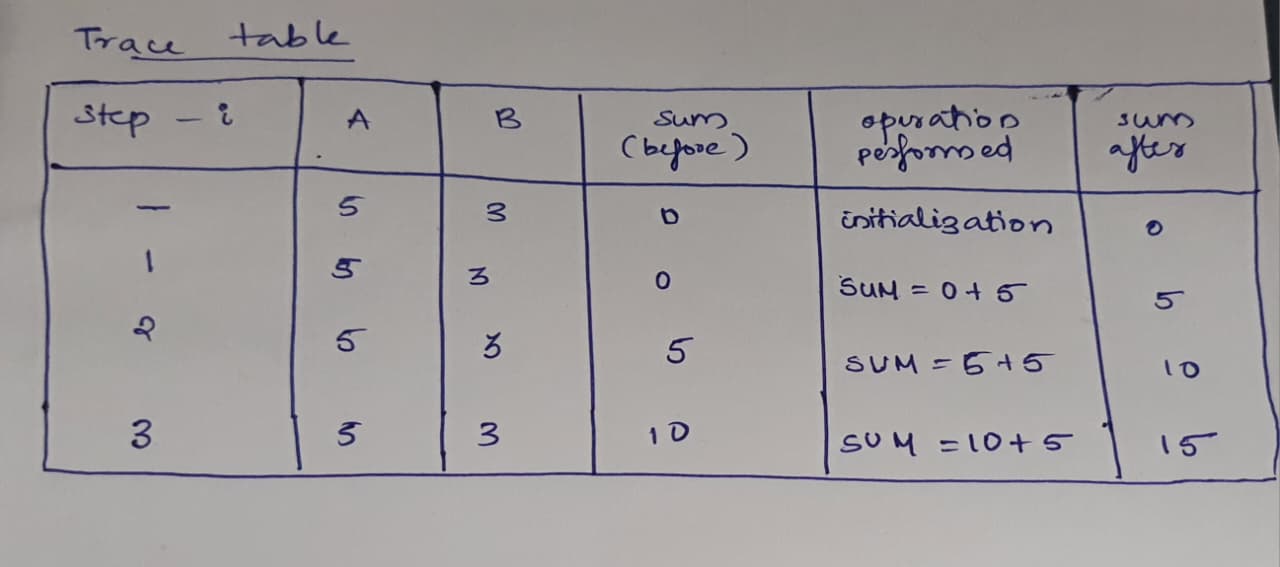 Trace table
step - i A B sum (before) operation performed sum after
— 5 3 0 initialization 0
1 5 3 0 SUM = 0 + 5 5
2 5 3 5 SUM = 5 + 5 10
3 5 3 10 SUM = 10 + 5 15